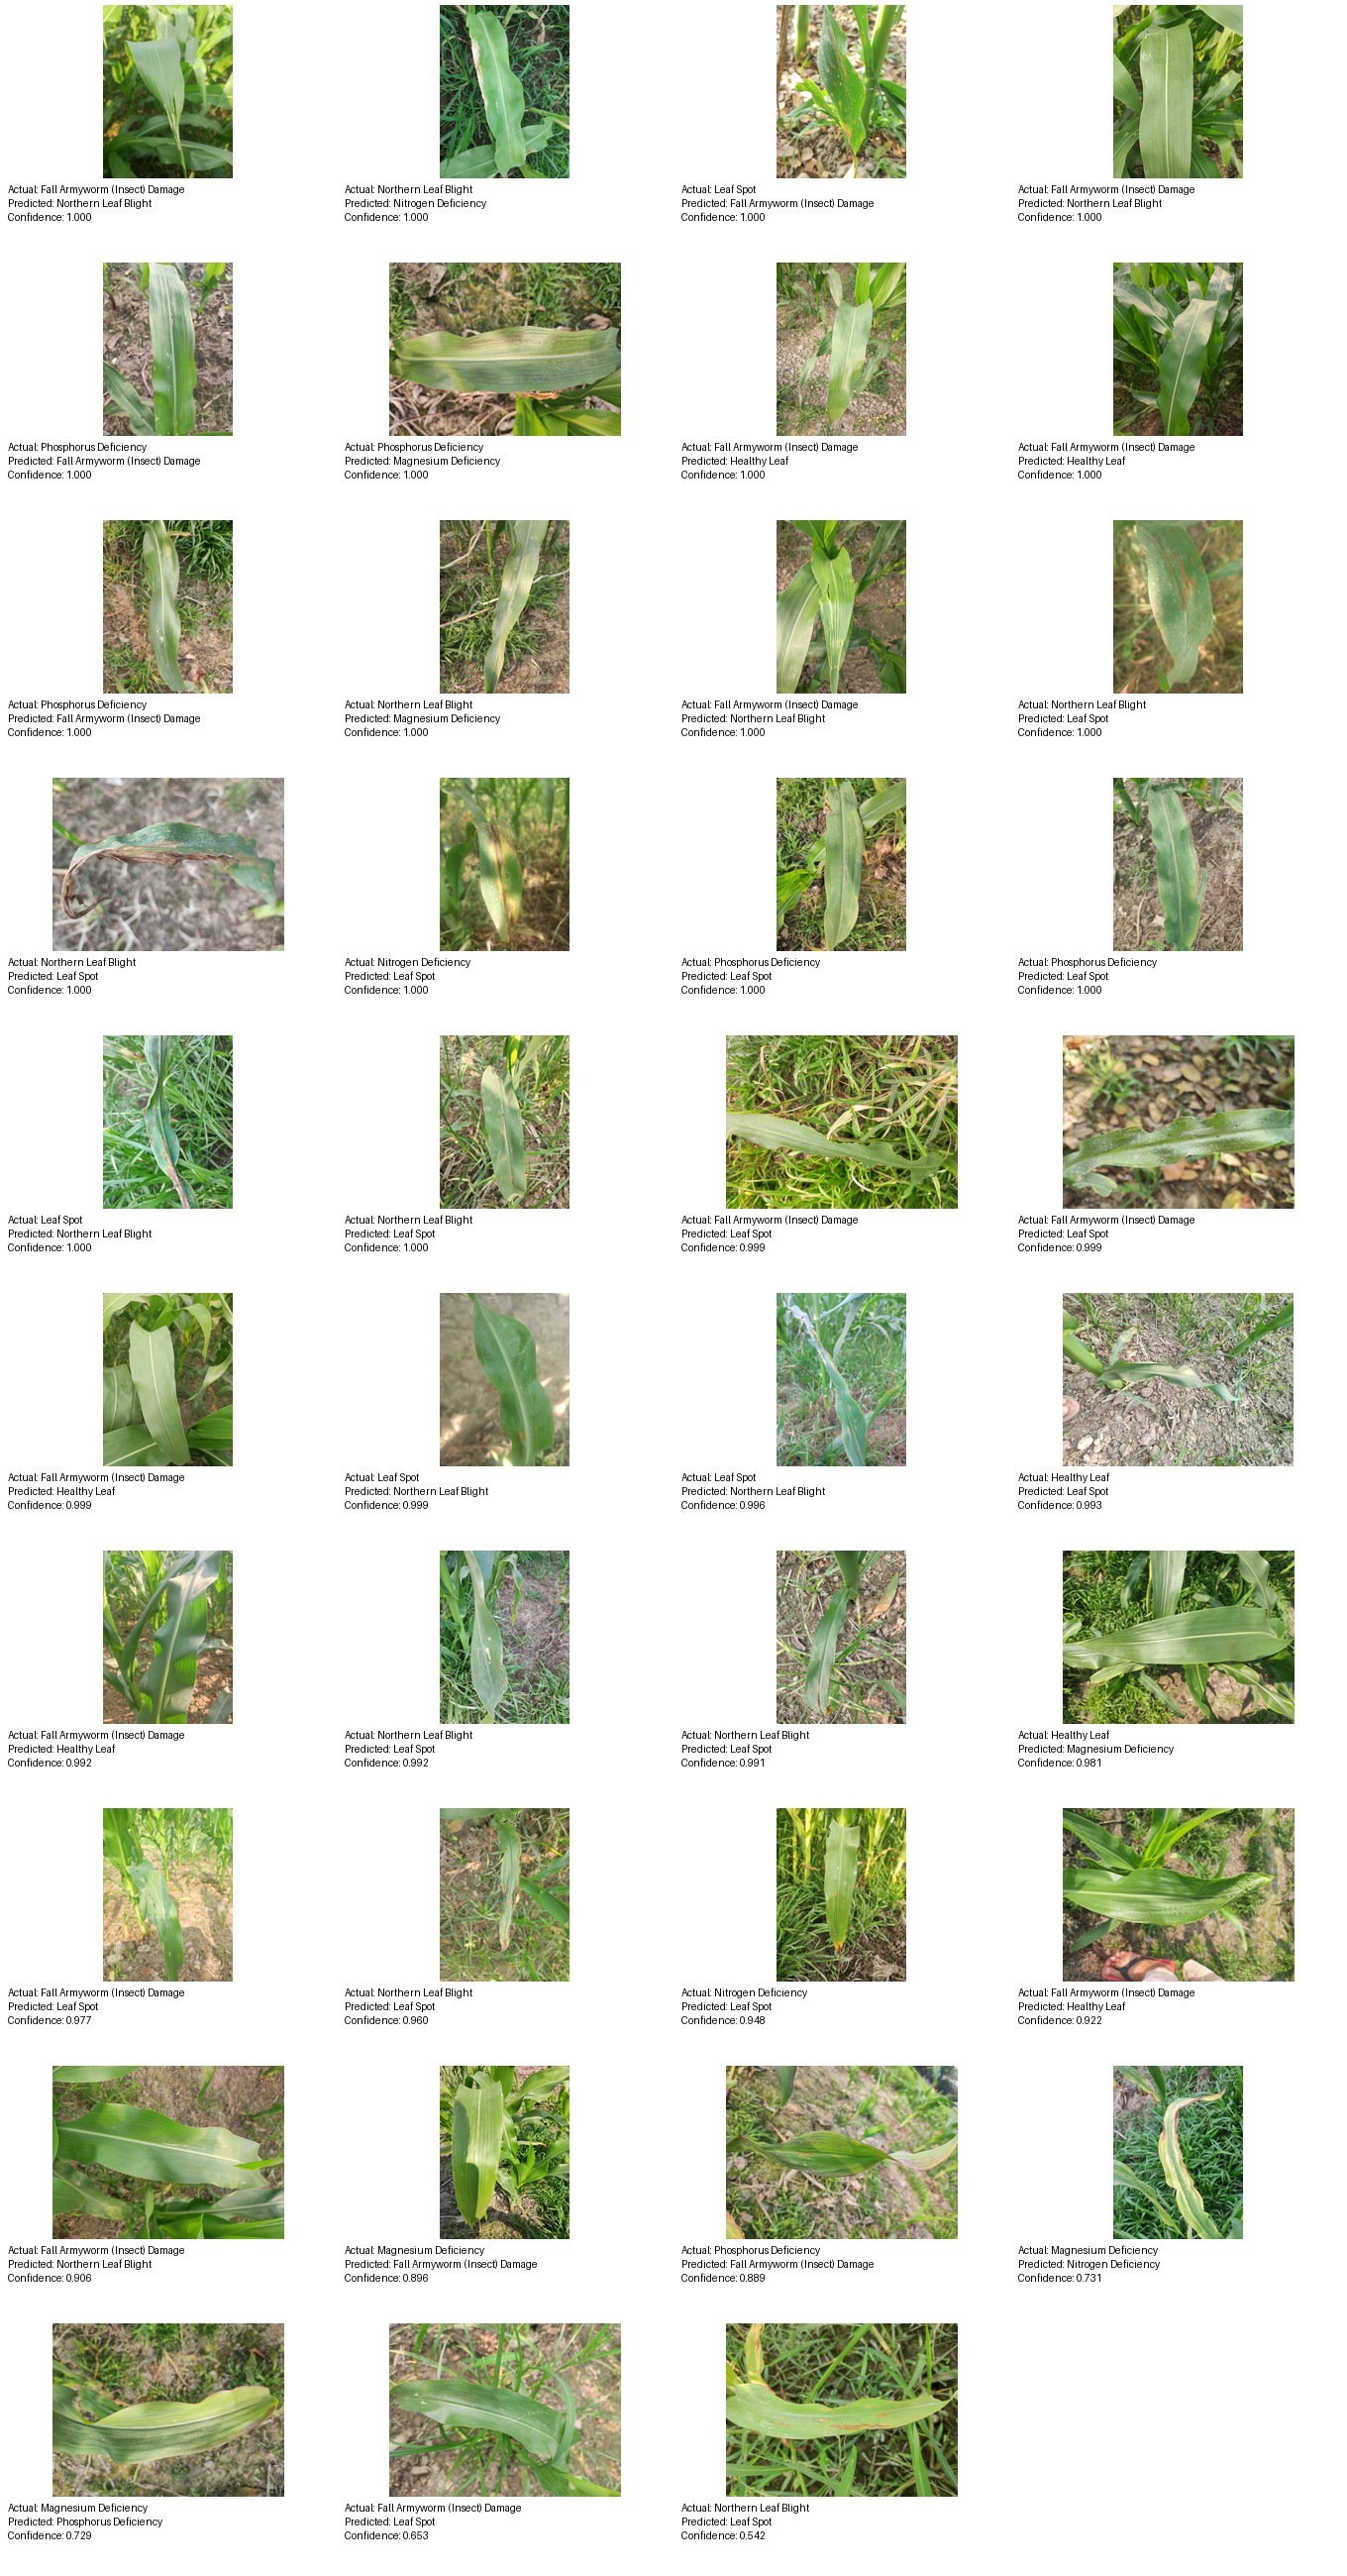 Actual: Fall Armyworm (Insect) Damage
Predicted: Northern Leaf Blight
Confidence: 1.000
Actual: Northern Leaf Blight
Predicted: Nitrogen Deficiency
Confidence: 1.000
Actual: Leaf Spot
Predicted: Fall Armyworm (Insect) Damage
Confidence: 1.000
Actual: Fall Armyworm (Insect) Damage
Predicted: Northern Leaf Blight
Confidence: 1.000
Actual: Phosphorus Deficiency
Predicted: Fall Armyworm (Insect) Damage
Confidence: 1.000
Actual: Phosphorus Deficiency
Predicted: Magnesium Deficiency
Confidence: 1.000
Actual: Fall Armyworm (Insect) Damage
Predicted: Healthy Leaf
Confidence: 1.000
Actual: Fall Armyworm (Insect) Damage
Predicted: Healthy Leaf
Confidence: 1.000
Actual: Phosphorus Deficiency
Predicted: Fall Armyworm (Insect) Damage
Confidence: 1.000
Actual: Northern Leaf Blight
Predicted: Magnesium Deficiency
Confidence: 1.000
Actual: Fall Armyworm (Insect) Damage
Predicted: Northern Leaf Blight
Confidence: 1.000
Actual: Northern Leaf Blight
Predicted: Leaf Spot
Confidence: 1.000
Actual: Northern Leaf Blight
Predicted: Leaf Spot
Confidence: 1.000
Actual: Nitrogen Deficiency
Predicted: Leaf Spot
Confidence: 1.000
Actual: Phosphorus Deficiency
Predicted: Leaf Spot
Confidence: 1.000
Actual: Phosphorus Deficiency
Predicted: Leaf Spot
Confidence: 1.000
Actual: Leaf Spot
Predicted: Northern Leaf Blight
Confidence: 1.000
Actual: Northern Leaf Blight
Predicted: Leaf Spot
Confidence: 1.000
Actual: Fall Armyworm (Insect) Damage
Predicted: Leaf Spot
Confidence: 0.999
Actual: Fall Armyworm (Insect) Damage
Predicted: Leaf Spot
Confidence: 0.999
Actual: Fall Armyworm (Insect) Damage
Predicted: Healthy Leaf
Confidence: 0.999
Actual: Leaf Spot
Predicted: Northern Leaf Blight
Confidence: 0.999
Actual: Leaf Spot
Predicted: Northern Leaf Blight
Confidence: 0.996
Actual: Healthy Leaf
Predicted: Leaf Spot
Confidence: 0.993
Actual: Fall Armyworm (Insect) Damage
Predicted: Healthy Leaf
Confidence: 0.992
Actual: Northern Leaf Blight
Predicted: Leaf Spot
Confidence: 0.992
Actual: Northern Leaf Blight
Predicted: Leaf Spot
Confidence: 0.991
Actual: Healthy Leaf
Predicted: Magnesium Deficiency
Confidence: 0.981
Actual: Fall Armyworm (Insect) Damage
Predicted: Leaf Spot
Confidence: 0.977
Actual: Northern Leaf Blight
Predicted: Leaf Spot
Confidence: 0.960
Actual: Nitrogen Deficiency
Predicted: Leaf Spot
Confidence: 0.948
Actual: Fall Armyworm (Insect) Damage
Predicted: Healthy Leaf
Confidence: 0.922
Actual: Fall Armyworm (Insect) Damage
Predicted: Northern Leaf Blight
Confidence: 0.906
Actual: Magnesium Deficiency
Predicted: Fall Armyworm (Insect) Damage
Confidence: 0.896
Actual: Phosphorus Deficiency
Predicted: Fall Armyworm (Insect) Damage
Confidence: 0.889
Actual: Magnesium Deficiency
Predicted: Nitrogen Deficiency
Confidence: 0.731
Actual: Magnesium Deficiency
Predicted: Phosphorus Deficiency
Confidence: 0.729
Actual: Fall Armyworm (Insect) Damage
Predicted: Leaf Spot
Confidence: 0.653
Actual: Northern Leaf Blight
Predicted: Leaf Spot
Confidence: 0.542